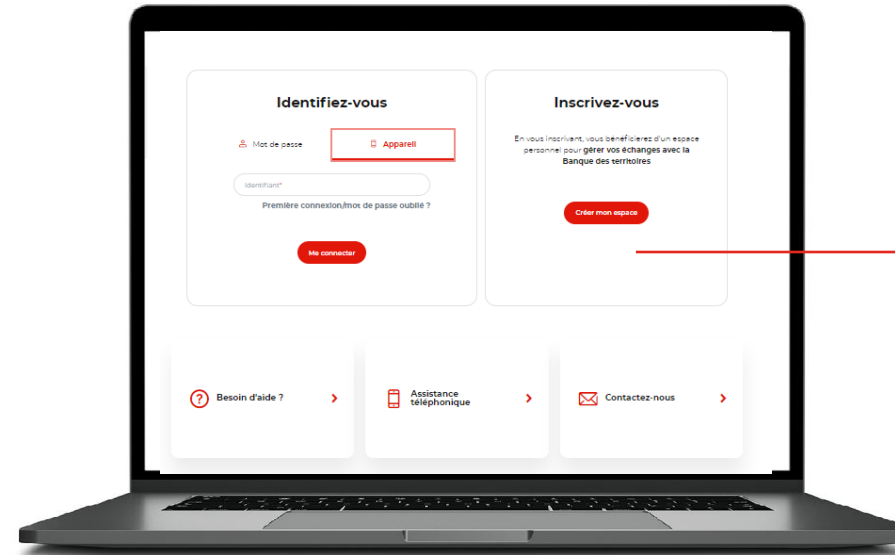 Identifiez-vous
Mot de passe
Appareil
Identifiant*
Première connexion/mot de passe oublié ?
Me connecter
Inscrivez-vous
En vous inscrivant, vous bénéficierez d'un espace
personnel pour gérer vos échanges avec la
Banque des territoires
Créer mon espace
Besoin d'aide ?
Assistance
téléphonique
Contactez-nous